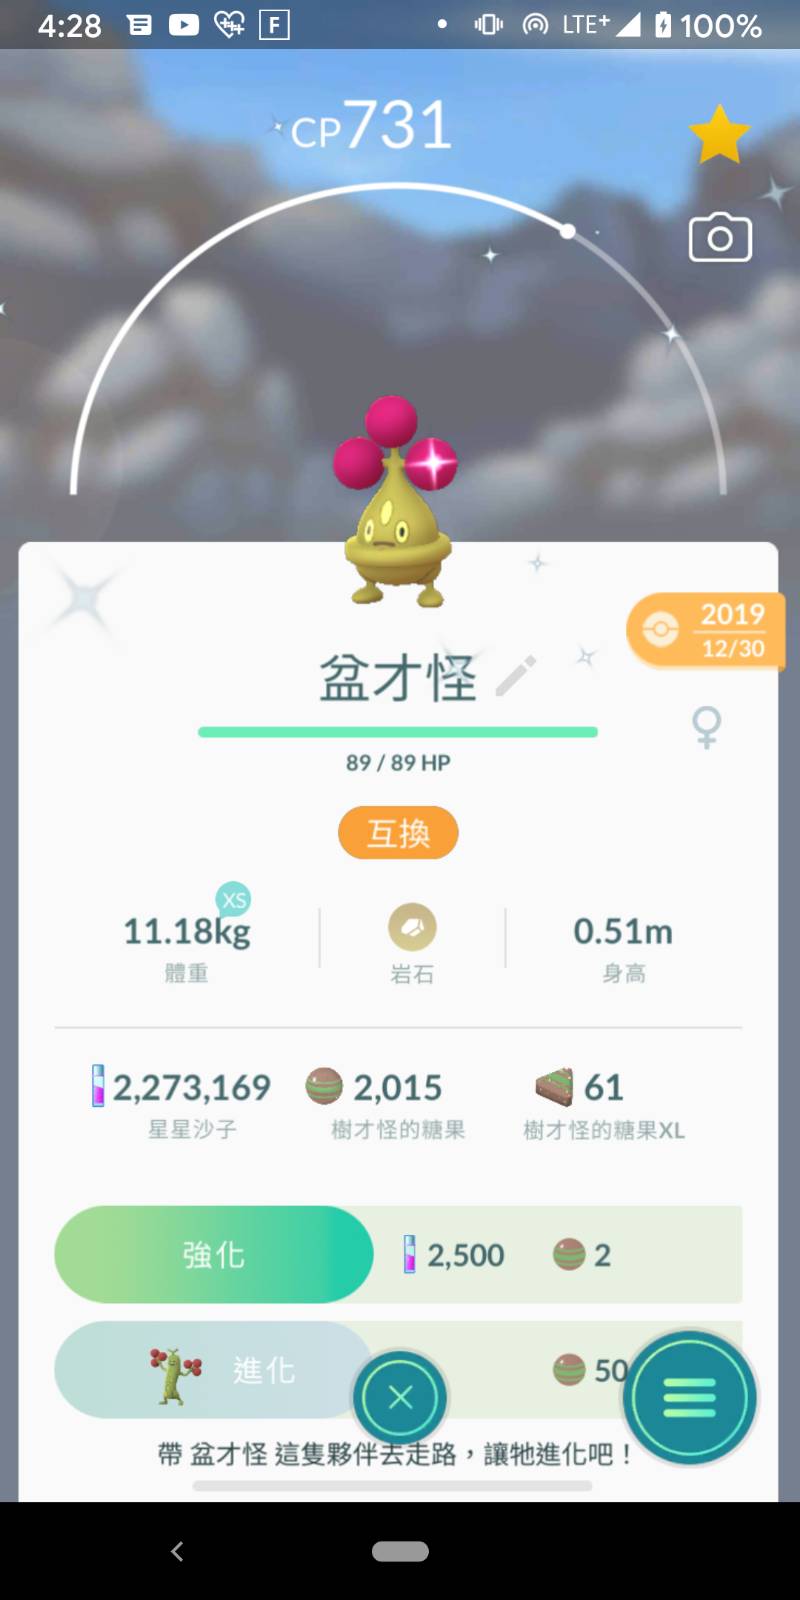 4:28 F LTE+ 100%
CP731
2019
12/30
盆才怪
89 / 89 HP
互換
XS
11.18kg
體重
岩石
0.51m
身高
2,273,169
星星沙子
2,015
樹才怪的糖果
61
樹才怪的糖果XL
強化
2,500
2
進化
50
帶 盆才怪 這隻夥伴去走路，讓牠進化吧！